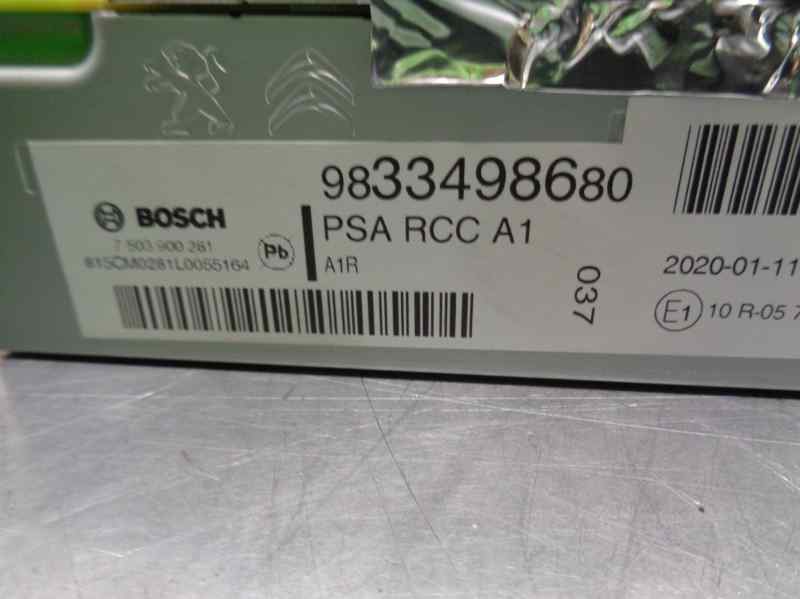 9833498680
BOSCH
PSA RCC A1
7 503 900 281
Pb
815CM0281L0055164
A1R
037
2020-01-11
E1
10 R-05 7